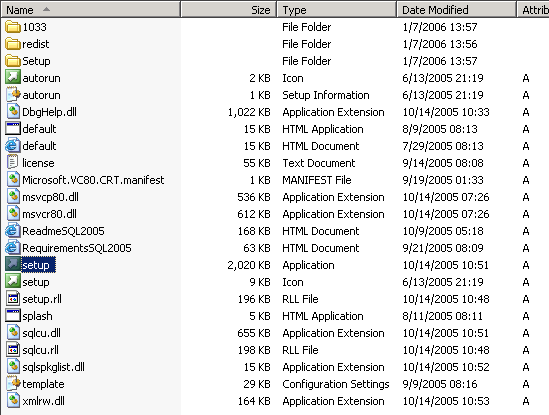 Name Size Type Date Modified Attrib
1033 File Folder 1/7/2006 13:57
redist File Folder 1/7/2006 13:56
Setup File Folder 1/7/2006 13:57
autorun 2 KB Icon 6/13/2005 21:19 A
autorun 1 KB Setup Information 6/13/2005 21:19 A
DbgHelp.dll 1,022 KB Application Extension 10/14/2005 10:33 A
default 15 KB HTML Application 8/9/2005 08:13 A
default 15 KB HTML Document 7/29/2005 08:13 A
license 55 KB Text Document 9/14/2005 08:08 A
Microsoft.VC80.CRT.manifest 1 KB MANIFEST File 9/19/2005 01:33 A
msvcp80.dll 536 KB Application Extension 10/14/2005 07:26 A
msvcr80.dll 612 KB Application Extension 10/14/2005 07:26 A
ReadmeSQL2005 168 KB HTML Document 10/9/2005 05:18 A
RequirementsSQL2005 63 KB HTML Document 9/21/2005 08:09 A
setup 2,020 KB Application 10/14/2005 10:51 A
setup 9 KB Icon 6/13/2005 21:19 A
setup.rll 196 KB RLL File 10/14/2005 10:48 A
splash 5 KB HTML Application 8/11/2005 08:11 A
sqlcu.dll 655 KB Application Extension 10/14/2005 10:51 A
sqlcu.rll 198 KB RLL File 10/14/2005 10:48 A
sqlspkglist.dll 15 KB Application Extension 10/14/2005 10:52 A
template 29 KB Configuration Settings 9/9/2005 08:16 A
xmlrw.dll 164 KB Application Extension 10/14/2005 10:53 A